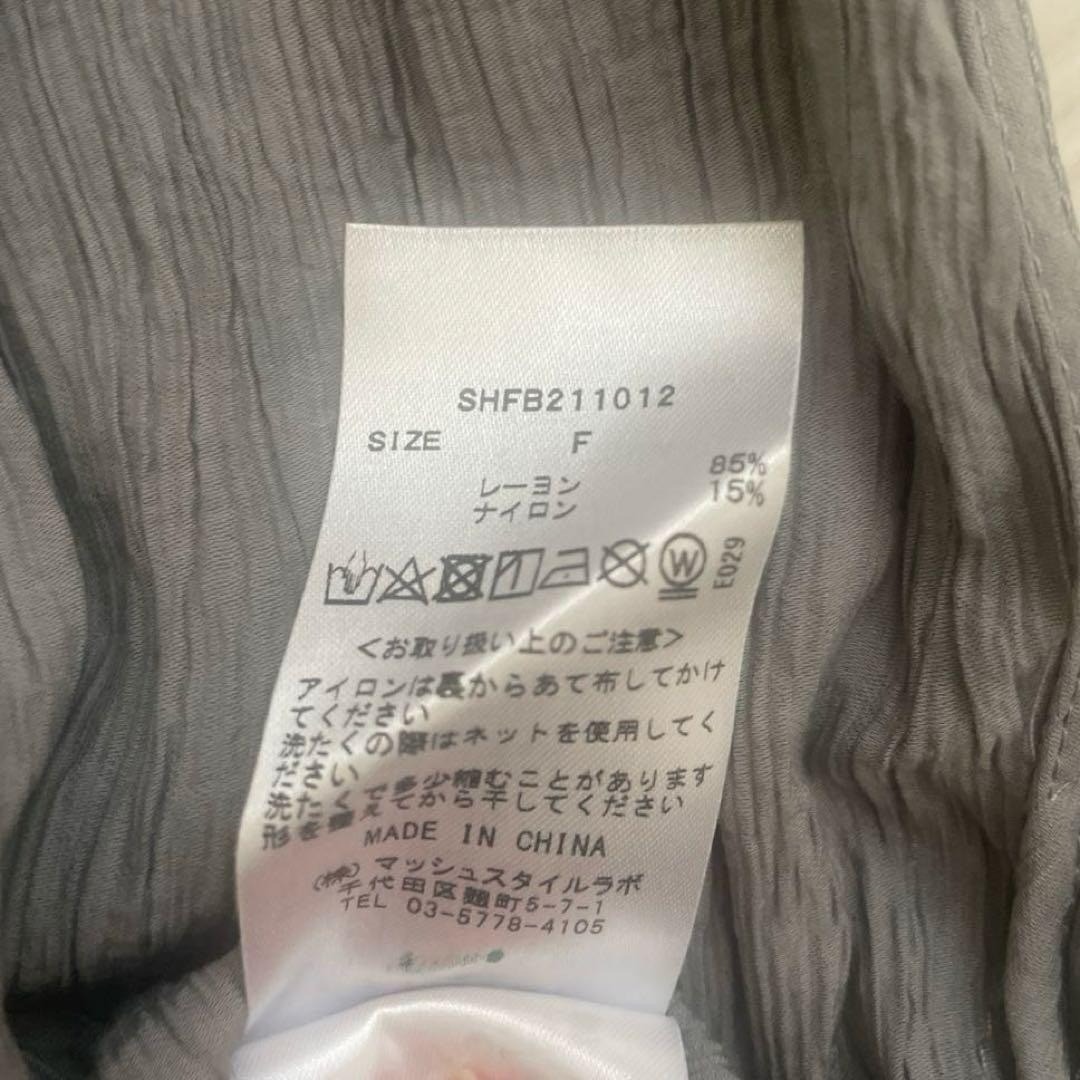 SHFB211012
SIZE F
レーヨン 85%
ナイロン 15%
W
E029
<お取り扱い上のご注意>
アイロンは裏からあて布してかけ
てください
洗たくの際はネットを使用してく
ださい
洗たくで多少縮むことがあります
形を整えてから干してください
MADE IN CHINA
(株)マッシュスタイルラボ
千代田区麹町5-7-1
TEL 03-5778-4105